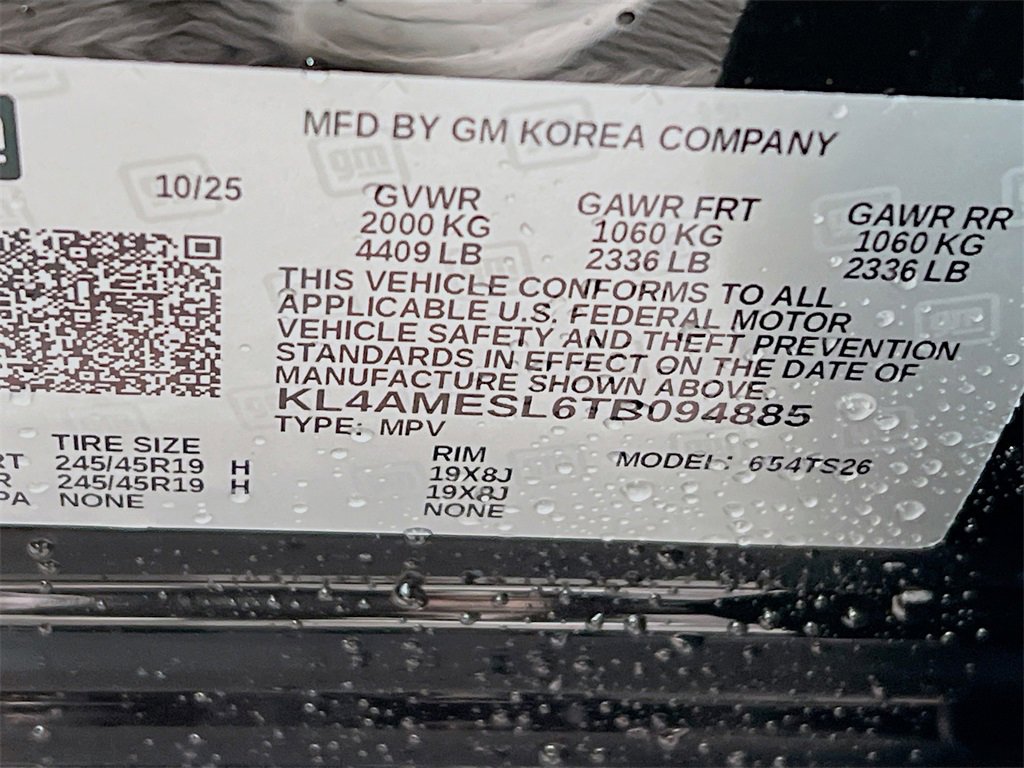 MFD BY GM KOREA COMPANY
10/25
GVWR GAWR FRT GAWR RR
2000 KG 1060 KG 1060 KG
4409 LB 2336 LB 2336 LB
THIS VEHICLE CONFORMS TO ALL
APPLICABLE U.S. FEDERAL MOTOR
VEHICLE SAFETY AND THEFT PREVENTION
STANDARDS IN EFFECT ON THE DATE OF
MANUFACTURE SHOWN ABOVE.
KL4AMESL6TB094885
TYPE: MPV
TIRE SIZE RIM MODEL: 654TS26
RT 245/45R19 H 19X8J
R 245/45R19 H 19X8J
PA NONE NONE
gm